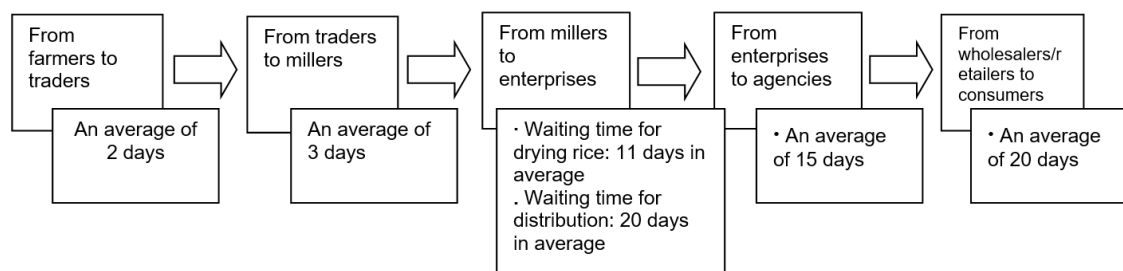 From
farmers to
traders
An average of
2 days
From traders
to millers
An average of
3 days
From millers
to
enterprises
· Waiting time for
drying rice: 11 days in
average
. Waiting time for
distribution: 20 days
in average
From
enterprises
to agencies
• An average
of 15 days
From
wholesalers/r
etailers to
consumers
• An average
of 20 days